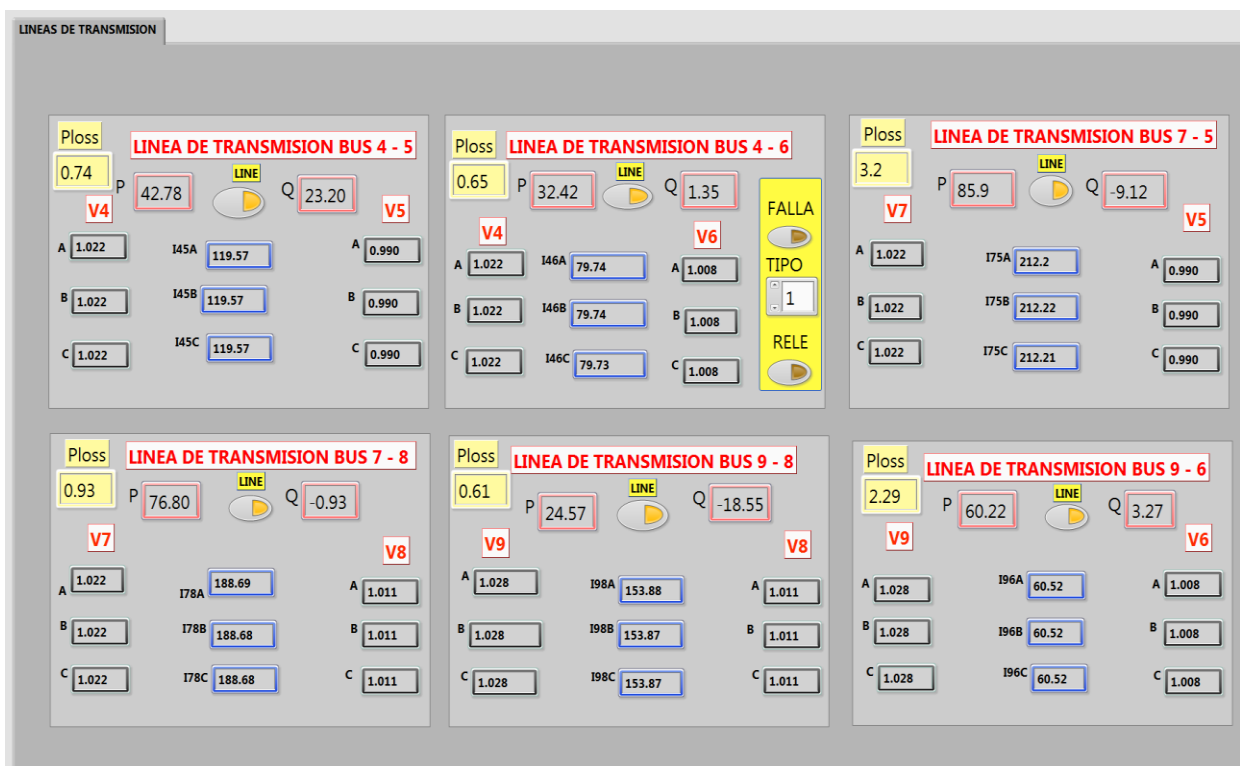 LINEAS DE TRANSMISION
Ploss
LINEA DE TRANSMISION BUS 4 - 5
0.74
P
42.78
LINE
Q
23.20
V4
V5
A 1.022
I45A 119.57
A 0.990
B 1.022
I45B 119.57
B 0.990
C 1.022
I45C 119.57
C 0.990
Ploss
LINEA DE TRANSMISION BUS 4 - 6
0.65
P
32.42
LINE
Q
1.35
V4
V6
A 1.022
I46A 79.74
A 1.008
B 1.022
I46B 79.74
B 1.008
C 1.022
I46C 79.73
C 1.008
FALLA
TIPO
1
RELE
Ploss
LINEA DE TRANSMISION BUS 7 - 5
3.2
P
85.9
LINE
Q
-9.12
V7
V5
A 1.022
I75A 212.2
A 0.990
B 1.022
I75B 212.22
B 0.990
C 1.022
I75C 212.21
C 0.990
Ploss
LINEA DE TRANSMISION BUS 7 - 8
0.93
P
76.80
LINE
Q
-0.93
V7
V8
A 1.022
I78A 188.69
A 1.011
B 1.022
I78B 188.68
B 1.011
C 1.022
I78C 188.68
C 1.011
Ploss
LINEA DE TRANSMISION BUS 9 - 8
0.61
P
24.57
LINE
Q
-18.55
V9
V8
A 1.028
I98A 153.88
A 1.011
B 1.028
I98B 153.87
B 1.011
C 1.028
I98C 153.87
C 1.011
Ploss
LINEA DE TRANSMISION BUS 9 - 6
2.29
P
60.22
LINE
Q
3.27
V9
V6
A 1.028
I96A 60.52
A 1.008
B 1.028
I96B 60.52
B 1.008
C 1.028
I96C 60.52
C 1.008